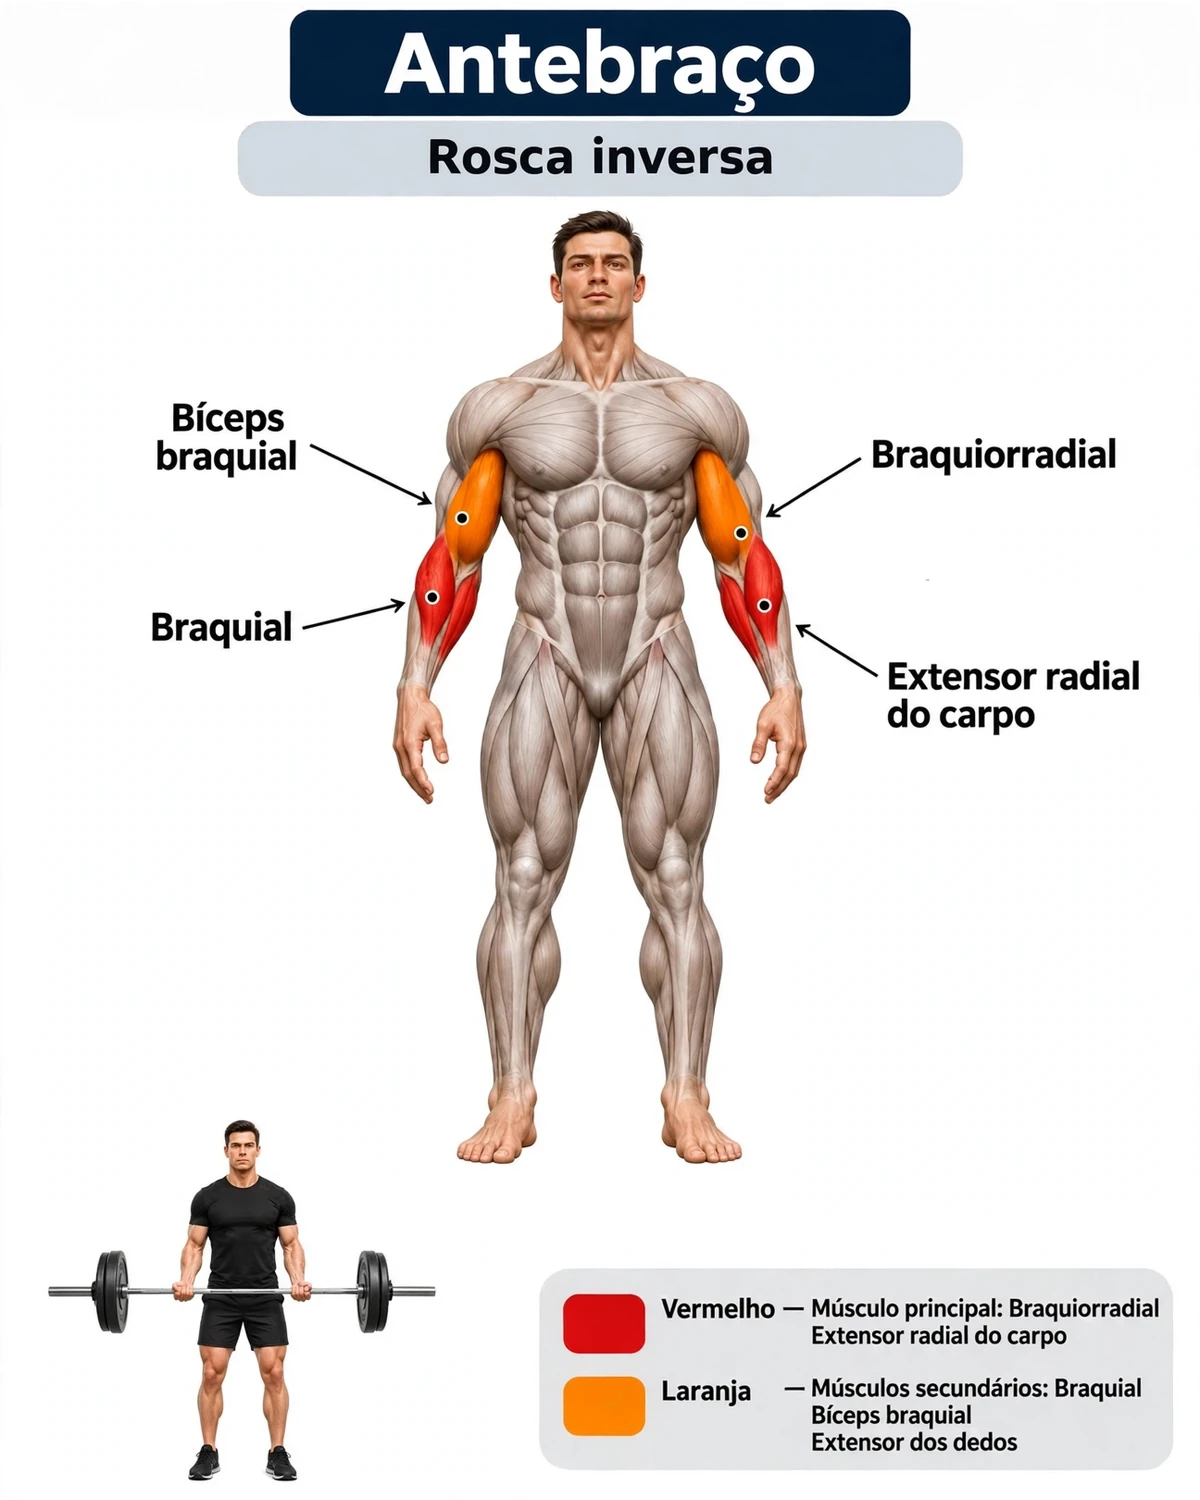 Antebraço
Rosca inversa
Bíceps
braquial
Braquiorradial
Braquial
Extensor radial
do carpo
Vermelho — Músculo principal: Braquiorradial
Extensor radial do carpo
Laranja — Músculos secundários: Braquial
Bíceps braquial
Extensor dos dedos